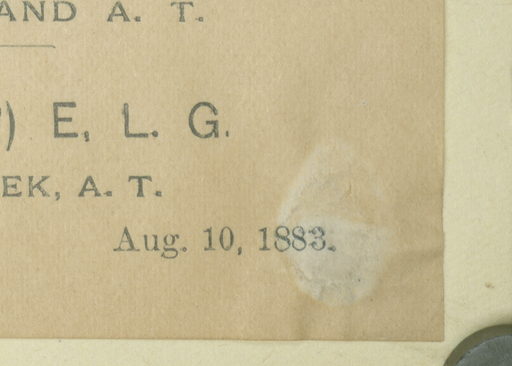 AND A. T.
) E, L. G.
EK, A. T.
Aug. 10, 1883.